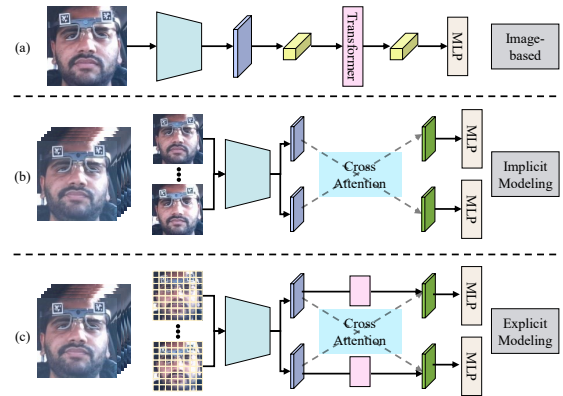 (a)
Transformer
MLP
Image-
based
(b)
Cross
Attention
MLP
MLP
Implicit
Modeling
(c)
Cross
Attention
MLP
MLP
Explicit
Modeling